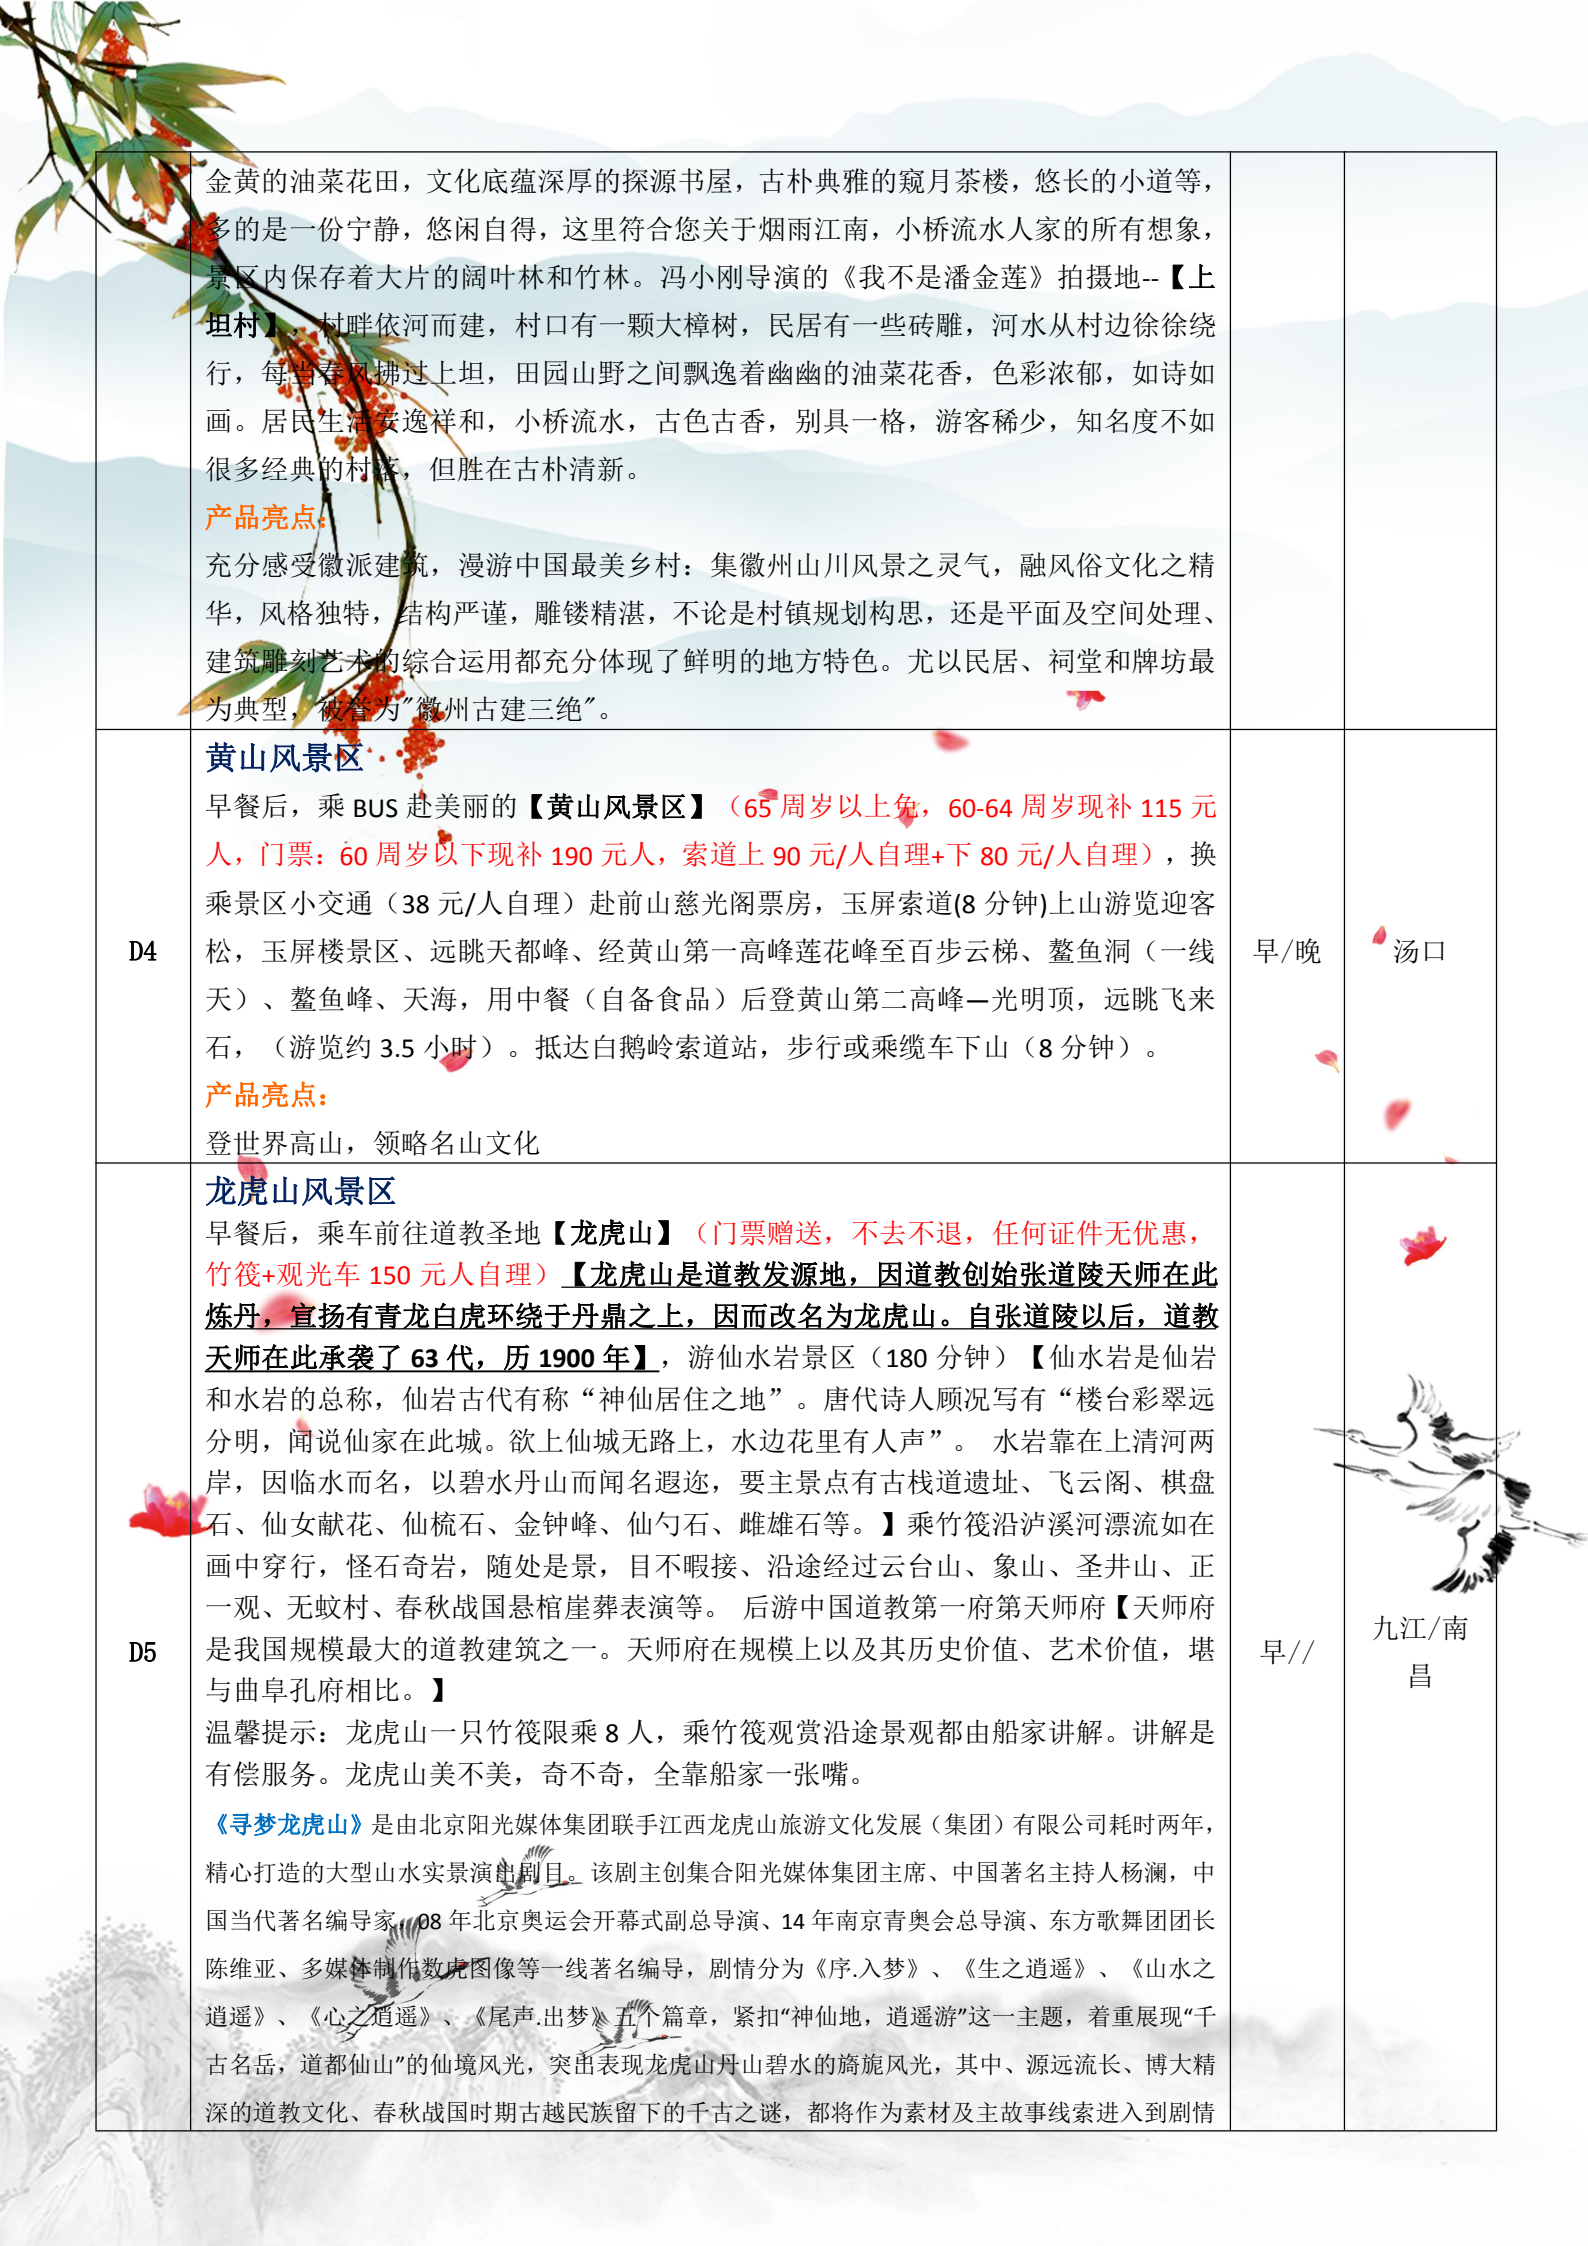 金黄的油菜花田，文化底蕴深厚的探源书屋，古朴典雅的窥月茶楼，悠长的小道等，
多的是一份宁静，悠闲自得，这里符合您关于烟雨江南，小桥流水人家的所有想象，
景区内保存着大片的阔叶林和竹林。冯小刚导演的《我不是潘金莲》拍摄地--【上
坦村】，村畔依河而建，村口有一颗大樟树，民居有一些砖雕，河水从村边徐徐绕
行，每当春风拂过上坦，田园山野之间飘逸着幽幽的油菜花香，色彩浓郁，如诗如
画。居民生活安逸祥和，小桥流水，古色古香，别具一格，游客稀少，知名度不如
很多经典的村落，但胜在古朴清新。
产品亮点：
充分感受徽派建筑，漫游中国最美乡村：集徽州山川风景之灵气，融风俗文化之精
华，风格独特，结构严谨，雕镂精湛，不论是村镇规划构思，还是平面及空间处理、
建筑雕刻艺术的综合运用都充分体现了鲜明的地方特色。尤以民居、祠堂和牌坊最
为典型，被誉为"徽州古建三绝"。
D4
黄山风景区
早餐后，乘 BUS 赴美丽的【黄山风景区】（65 周岁以上免，60-64 周岁现补 115 元
人，门票：60 周岁以下现补 190 元人，索道上 90 元/人自理+下 80 元/人自理），换
乘景区小交通（38 元/人自理）赴前山慈光阁票房，玉屏索道(8 分钟)上山游览迎客
松，玉屏楼景区、远眺天都峰、经黄山第一高峰莲花峰至百步云梯、鳌鱼洞（一线
天）、鳌鱼峰、天海，用中餐（自备食品）后登黄山第二高峰—光明顶，远眺飞来
石，（游览约 3.5 小时）。抵达白鹅岭索道站，步行或乘缆车下山（8 分钟）。
产品亮点：
登世界高山，领略名山文化
早/晚
汤口
D5
龙虎山风景区
早餐后，乘车前往道教圣地【龙虎山】（门票赠送，不去不退，任何证件无优惠，
竹筏+观光车 150 元人自理）【龙虎山是道教发源地，因道教创始张道陵天师在此
炼丹，宣扬有青龙白虎环绕于丹鼎之上，因而改名为龙虎山。自张道陵以后，道教
天师在此承袭了 63 代，历 1900 年】，游仙水岩景区（180 分钟）【仙水岩是仙岩
和水岩的总称，仙岩古代有称“神仙居住之地”。唐代诗人顾况写有“楼台彩翠远
分明，闻说仙家在此城。欲上仙城无路上，水边花里有人声”。 水岩靠在上清河两
岸，因临水而名，以碧水丹山而闻名遐迩，要主景点有古栈道遗址、飞云阁、棋盘
石、仙女献花、仙梳石、金钟峰、仙勺石、雌雄石等。】乘竹筏沿泸溪河漂流如在
画中穿行，怪石奇岩，随处是景，目不暇接、沿途经过云台山、象山、圣井山、正
一观、无蚊村、春秋战国悬棺崖葬表演等。 后游中国道教第一府第天师府【天师府
是我国规模最大的道教建筑之一。天师府在规模上以及其历史价值、艺术价值，堪
与曲阜孔府相比。】
温馨提示：龙虎山一只竹筏限乘 8 人，乘竹筏观赏沿途景观都由船家讲解。讲解是
有偿服务。龙虎山美不美，奇不奇，全靠船家一张嘴。
《寻梦龙虎山》是由北京阳光媒体集团联手江西龙虎山旅游文化发展（集团）有限公司耗时两年，
精心打造的大型山水实景演出剧目。该剧主创集合阳光媒体集团主席、中国著名主持人杨澜，中
国当代著名编导家，08 年北京奥运会开幕式副总导演、14 年南京青奥会总导演、东方歌舞团团长
陈维亚、多媒体制作数虎图像等一线著名编导，剧情分为《序.入梦》、《生之逍遥》、《山水之
逍遥》、《心之逍遥》、《尾声.出梦》五个篇章，紧扣“神仙地，逍遥游”这一主题，着重展现“千
古名岳，道都仙山”的仙境风光，突出表现龙虎山丹山碧水的旖旎风光，其中、源远流长、博大精
深的道教文化、春秋战国时期古越民族留下的千古之谜，都将作为素材及主故事线索进入到剧情
早//
九江/南
昌